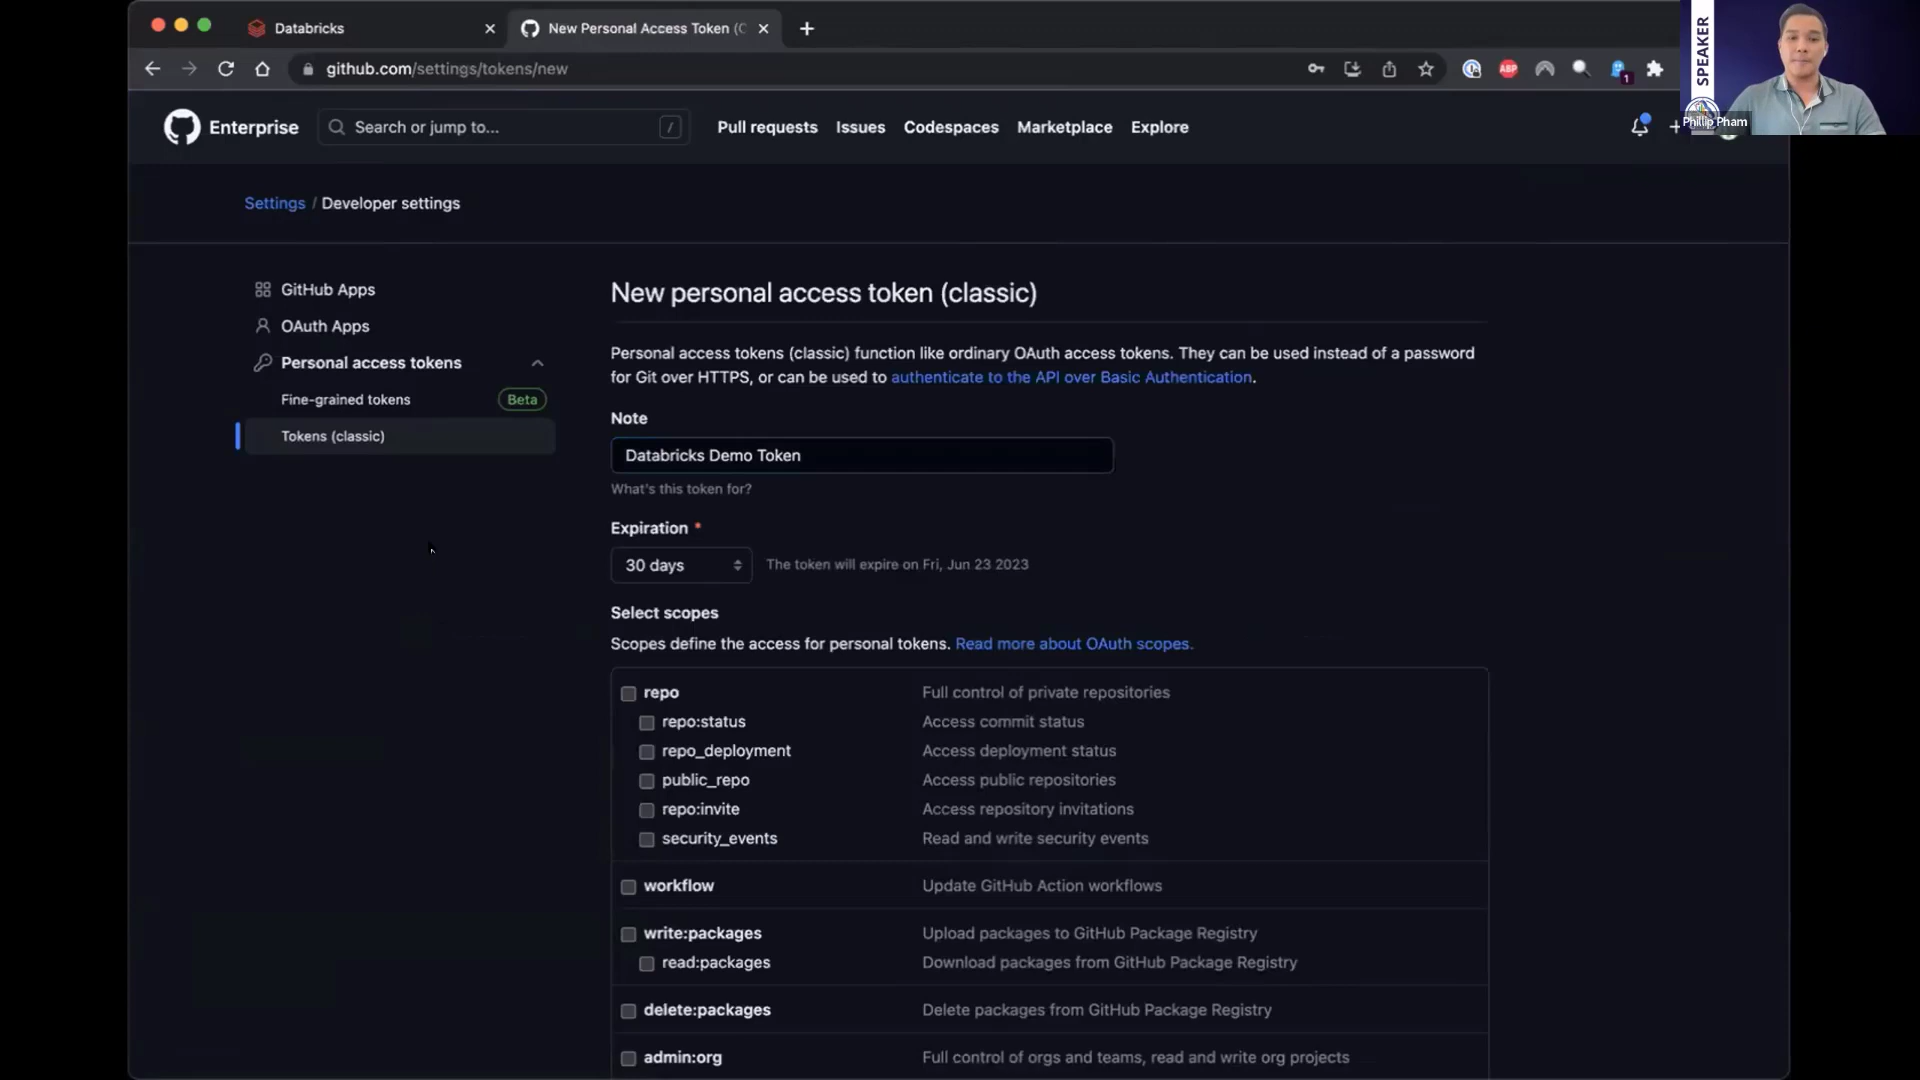 Databricks
New Personal Access Token (C
github.com/settings/tokens/new
ABP
1
SPEAKER
Phillip Pham
Enterprise
Search or jump to...
/
Pull requests
Issues
Codespaces
Marketplace
Explore
Settings / Developer settings
GitHub Apps
OAuth Apps
Personal access tokens
Fine-grained tokens
Beta
Tokens (classic)
New personal access token (classic)
Personal access tokens (classic) function like ordinary OAuth access tokens. They can be used instead of a password
for Git over HTTPS, or can be used to authenticate to the API over Basic Authentication.
Note
Databricks Demo Token
What's this token for?
Expiration *
30 days
The token will expire on Fri, Jun 23 2023
Select scopes
Scopes define the access for personal tokens. Read more about OAuth scopes.
repo Full control of private repositories
repo:status Access commit status
repo_deployment Access deployment status
public_repo Access public repositories
repo:invite Access repository invitations
security_events Read and write security events
workflow Update GitHub Action workflows
write:packages Upload packages to GitHub Package Registry
read:packages Download packages from GitHub Package Registry
delete:packages Delete packages from GitHub Package Registry
admin:org Full control of orgs and teams, read and write org projects